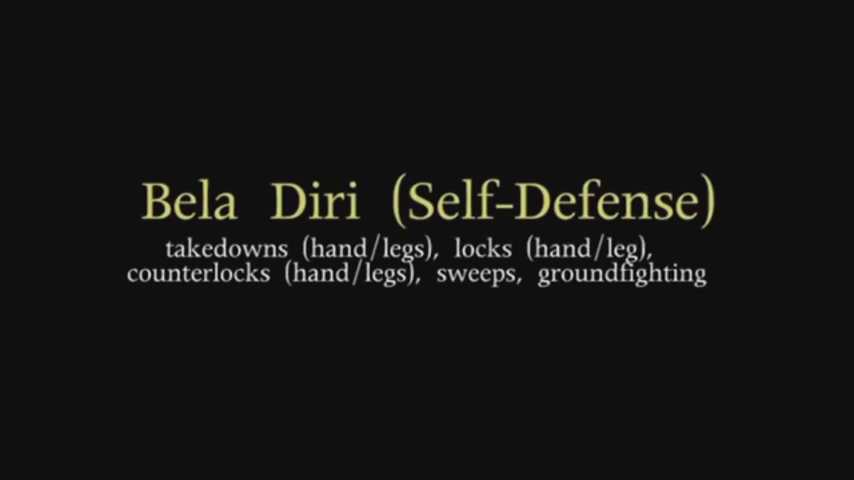 Bela Diri (Self-Defense)
takedowns (hand/legs), locks (hand/leg),
counterlocks (hand/legs), sweeps, groundfighting